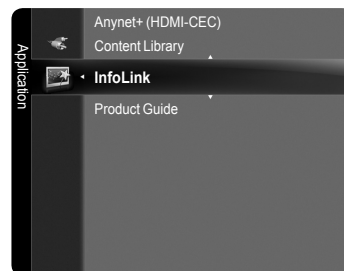 Application
Anynet+ (HDMI-CEC)
Content Library
InfoLink
Product Guide